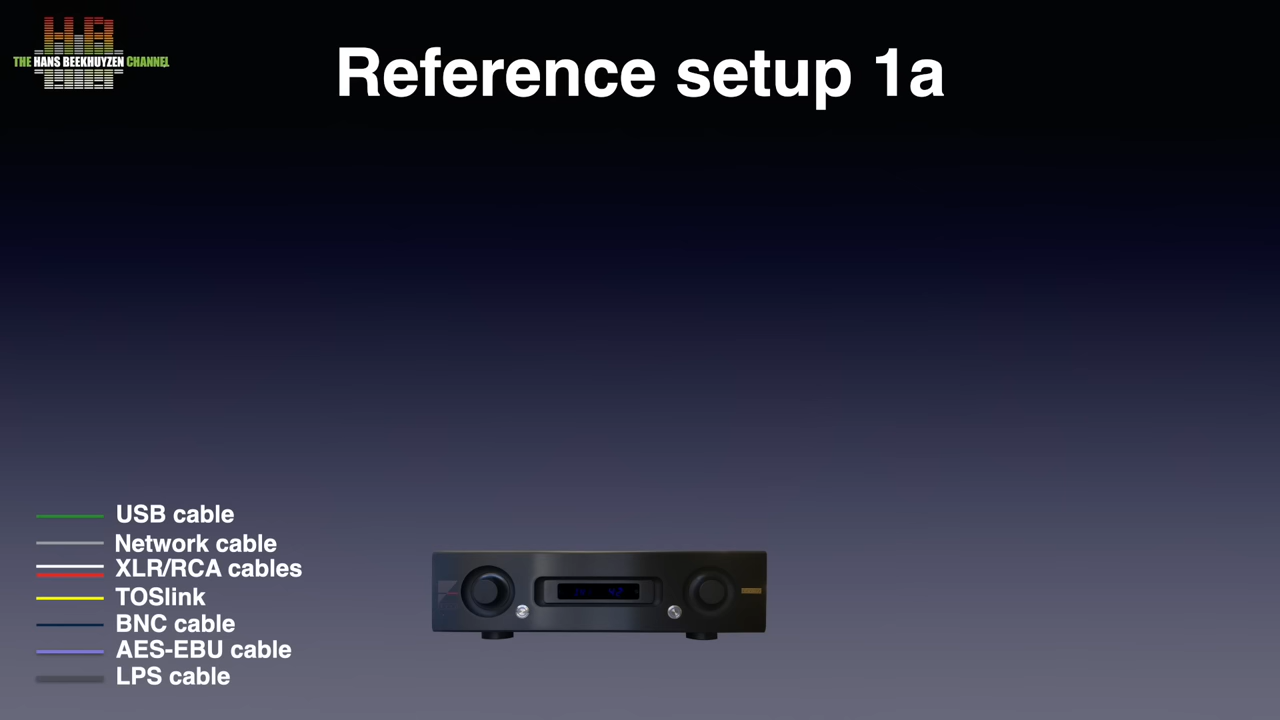 THE HANS BEEKHUYZEN CHANNEL
Reference setup 1a
USB cable
Network cable
XLR/RCA cables
TOSlink
BNC cable
AES-EBU cable
LPS cable